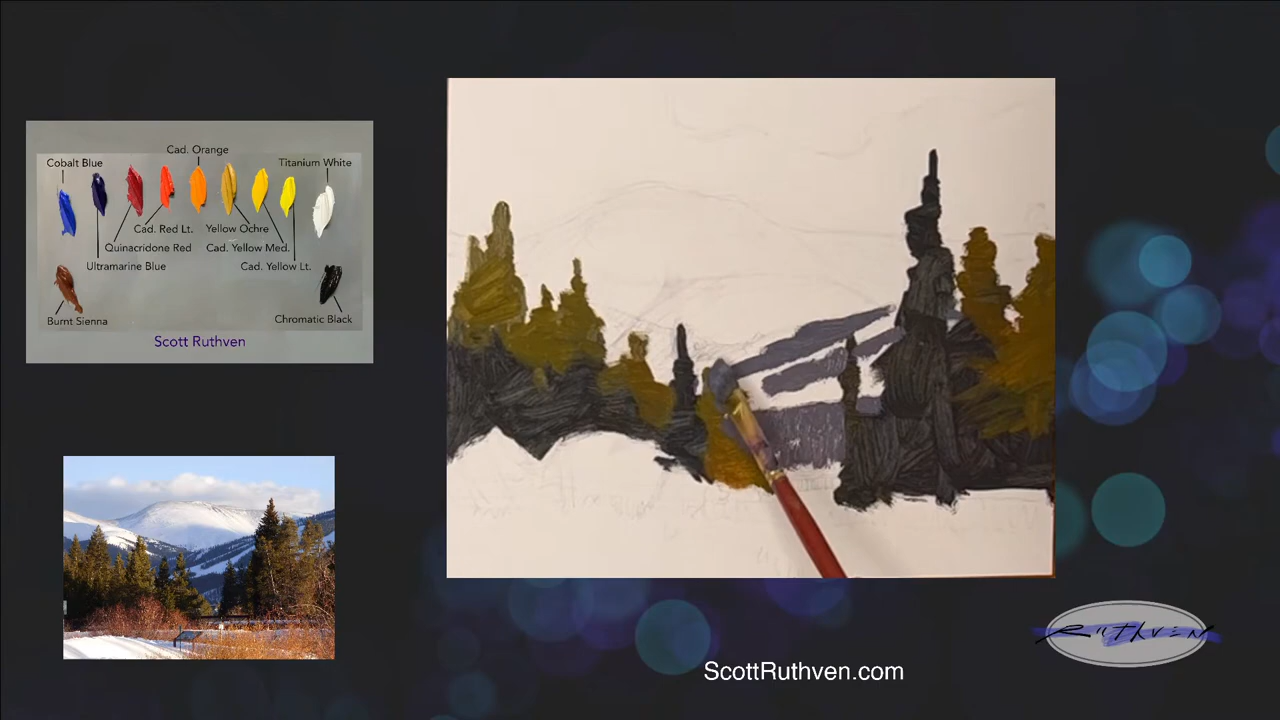 Cad. Orange
Cobalt Blue
Titanium White
Cad. Red Lt.
Yellow Ochre
Quinacridone Red
Cad. Yellow Med.
Ultramarine Blue
Cad. Yellow Lt.
Burnt Sienna
Chromatic Black
Scott Ruthven
RUTHVEN
ScottRuthven.com